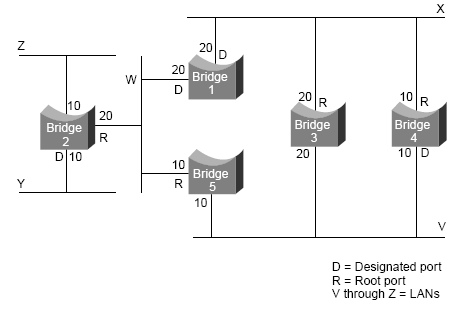 X
Z
20 D
20 Bridge
1
D
W
10
20
Bridge
2
R
D 10
20 R
Bridge
3
20
10 R
Bridge
4
10 D
10
R
Bridge
5
10
Y
V
D = Designated port
R = Root port
V through Z = LANs